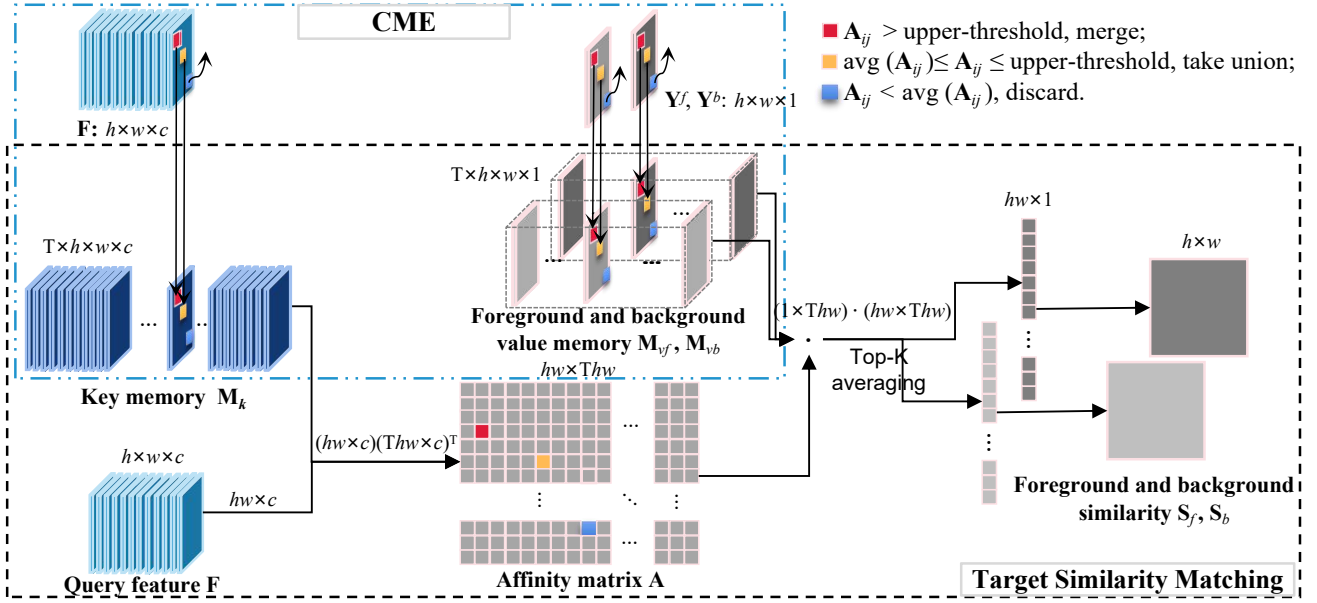 CME
A_ij > upper-threshold, merge;
avg (A_ij) ≤ A_ij ≤ upper-threshold, take union;
A_ij < avg (A_ij), discard.
F: h×w×c
Y^f, Y^b: h×w×1
T×h×w×1
T×h×w×c
...
...
...
...
...
...
Foreground and background
value memory M_vf, M_vb
Key memory M_k
(1×Thw) · (hw×Thw)
·
Top-K
averaging
hw×1
h×w
⋮
⋮
Foreground and background
similarity S_f, S_b
hw×Thw
...
⋮
⋱
⋮
...
Affinity matrix A
(hw×c)(Thw×c)^T
h×w×c
hw×c
Query feature F
Target Similarity Matching